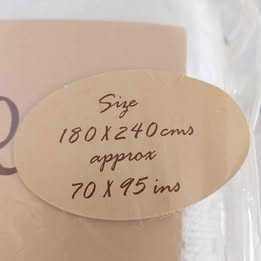 Size
180 X 240 cms
approx
70 X 95 ins